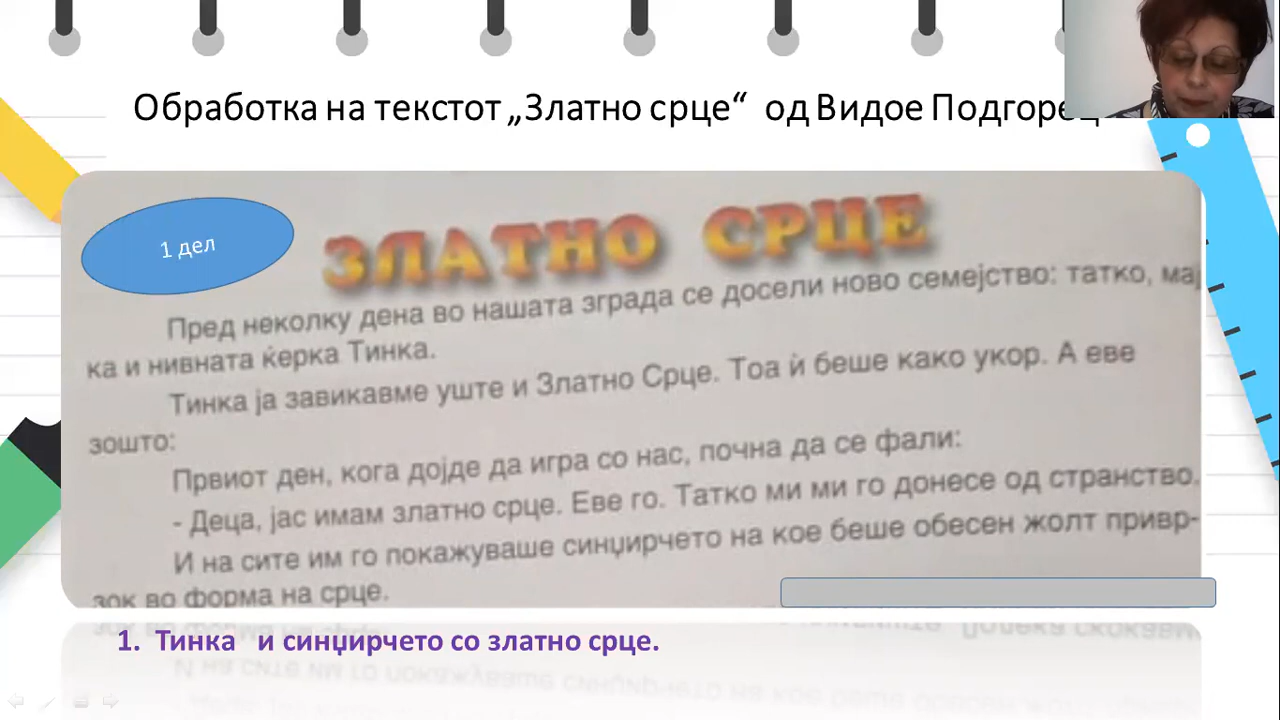 Обработка на текстот „Златно срце“ од Видое
1 дел
ЗЛАТНО СРЦЕ
Пред неколку дена во нашата зграда се досели ново семејство: татко, мај
ка и нивната ќерка Тинка.
Тинка ја завикавме уште и Златно Срце. Тоа ѝ беше како укор. А еве
зошто:
Првиот ден, кога дојде да игра со нас, почна да се фали:
- Деца, јас имам златно срце. Еве го. Татко ми ми го донесе од странство.
И на сите им го покажуваше синџирчето на кое беше обесен жолт привр-
зок во форма на срце.
1. Тинка и синџирчето со златно срце.